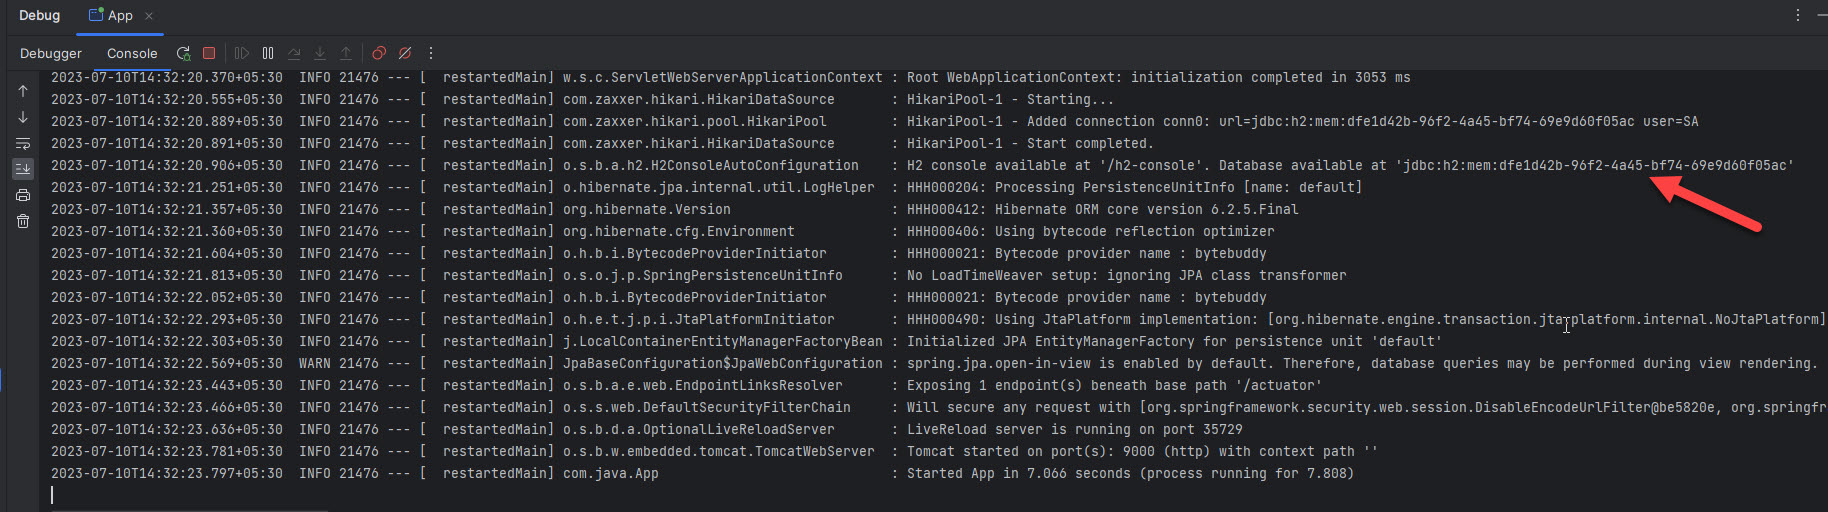 Debug App
Debugger Console
2023-07-10T14:32:20.370+05:30 INFO 21476 --- [ restartedMain] w.s.c.ServletWebServerApplicationContext : Root WebApplicationContext: initialization completed in 3053 ms
2023-07-10T14:32:20.555+05:30 INFO 21476 --- [ restartedMain] com.zaxxer.hikari.HikariDataSource : HikariPool-1 - Starting...
2023-07-10T14:32:20.889+05:30 INFO 21476 --- [ restartedMain] com.zaxxer.hikari.pool.HikariPool : HikariPool-1 - Added connection conn0: url=jdbc:h2:mem:dfe1d42b-96f2-4a45-bf74-69e9d60f05ac user=SA
2023-07-10T14:32:20.891+05:30 INFO 21476 --- [ restartedMain] com.zaxxer.hikari.HikariDataSource : HikariPool-1 - Start completed.
2023-07-10T14:32:20.906+05:30 INFO 21476 --- [ restartedMain] o.s.b.a.h2.H2ConsoleAutoConfiguration : H2 console available at '/h2-console'. Database available at 'jdbc:h2:mem:dfe1d42b-96f2-4a45-bf74-69e9d60f05ac'
2023-07-10T14:32:21.251+05:30 INFO 21476 --- [ restartedMain] o.hibernate.jpa.internal.util.LogHelper : HHH000204: Processing PersistenceUnitInfo [name: default]
2023-07-10T14:32:21.357+05:30 INFO 21476 --- [ restartedMain] org.hibernate.Version : HHH000412: Hibernate ORM core version 6.2.5.Final
2023-07-10T14:32:21.360+05:30 INFO 21476 --- [ restartedMain] org.hibernate.cfg.Environment : HHH000406: Using bytecode reflection optimizer
2023-07-10T14:32:21.604+05:30 INFO 21476 --- [ restartedMain] o.h.b.i.BytecodeProviderInitiator : HHH000021: Bytecode provider name : bytebuddy
2023-07-10T14:32:21.813+05:30 INFO 21476 --- [ restartedMain] o.s.o.j.p.SpringPersistenceUnitInfo : No LoadTimeWeaver setup: ignoring JPA class transformer
2023-07-10T14:32:22.052+05:30 INFO 21476 --- [ restartedMain] o.h.b.i.BytecodeProviderInitiator : HHH000021: Bytecode provider name : bytebuddy
2023-07-10T14:32:22.293+05:30 INFO 21476 --- [ restartedMain] o.h.e.t.j.p.i.JtaPlatformInitiator : HHH000490: Using JtaPlatform implementation: [org.hibernate.engine.transaction.jta.platform.internal.NoJtaPlatform]
2023-07-10T14:32:22.303+05:30 INFO 21476 --- [ restartedMain] j.LocalContainerEntityManagerFactoryBean : Initialized JPA EntityManagerFactory for persistence unit 'default'
2023-07-10T14:32:22.569+05:30 WARN 21476 --- [ restartedMain] JpaBaseConfiguration$JpaWebConfiguration : spring.jpa.open-in-view is enabled by default. Therefore, database queries may be performed during view rendering.
2023-07-10T14:32:23.443+05:30 INFO 21476 --- [ restartedMain] o.s.b.a.e.web.EndpointLinksResolver : Exposing 1 endpoint(s) beneath base path '/actuator'
2023-07-10T14:32:23.466+05:30 INFO 21476 --- [ restartedMain] o.s.s.web.DefaultSecurityFilterChain : Will secure any request with [org.springframework.security.web.session.DisableEncodeUrlFilter@be5820e, org.springfr
2023-07-10T14:32:23.636+05:30 INFO 21476 --- [ restartedMain] o.s.b.d.a.OptionalLiveReloadServer : LiveReload server is running on port 35729
2023-07-10T14:32:23.781+05:30 INFO 21476 --- [ restartedMain] o.s.b.w.embedded.tomcat.TomcatWebServer : Tomcat started on port(s): 9000 (http) with context path ''
2023-07-10T14:32:23.797+05:30 INFO 21476 --- [ restartedMain] com.java.App : Started App in 7.066 seconds (process running for 7.808)